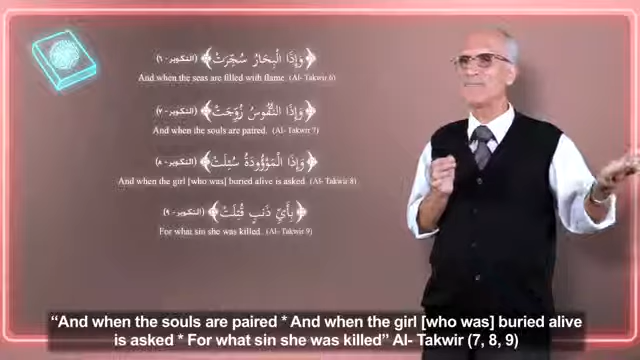 ﴿وَإِذَا الْبِحَارُ سُجِّرَتْ﴾ (التكوير - ٦)
And when the seas are filled with flame. (Al- Takwir 6)
﴿وَإِذَا النُّفُوسُ زُوِّجَتْ﴾ (التكوير - ٧)
And when the souls are paired. (Al- Takwir 7)
﴿وَإِذَا الْمَوْؤُودَةُ سُئِلَتْ﴾ (التكوير - ٨)
And when the girl [who was] buried alive is asked. (Al- Takwir 8)
﴿بِأَيِّ ذَنبٍ قُتِلَتْ﴾ (التكوير - ٩)
For what sin she was killed. (Al- Takwir 9)
“And when the souls are paired * And when the girl [who was] buried alive
is asked * For what sin she was killed” Al- Takwir (7, 8, 9)